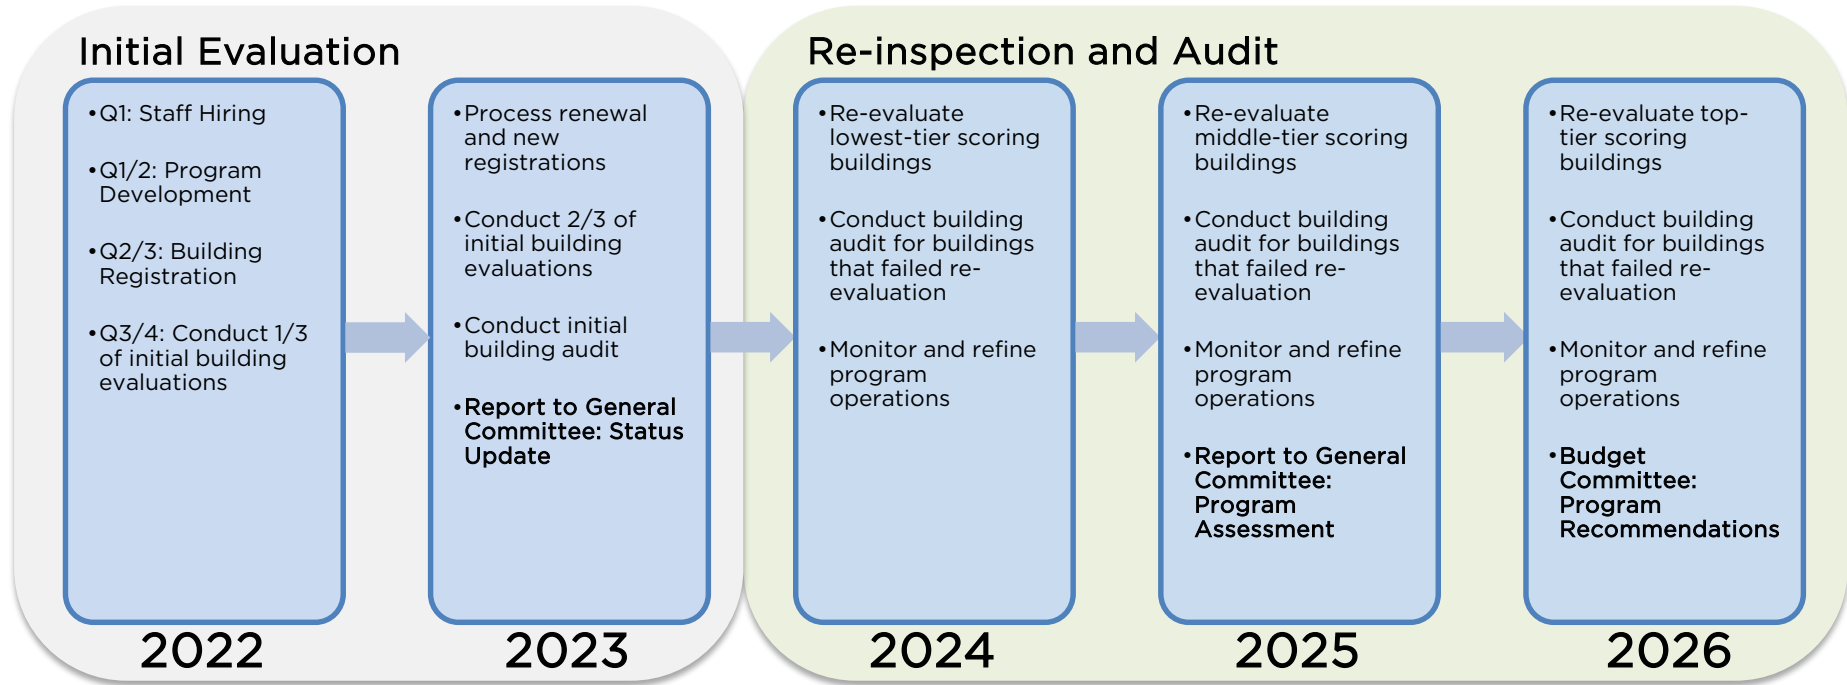 Initial Evaluation
•Q1: Staff Hiring
•Q1/2: Program
Development
•Q2/3: Building
Registration
•Q3/4: Conduct 1/3
of initial building
evaluations
2022
•Process renewal
and new
registrations
•Conduct 2/3 of
initial building
evaluations
•Conduct initial
building audit
•Report to General
Committee: Status
Update
2023
Re-inspection and Audit
•Re-evaluate
lowest-tier scoring
buildings
•Conduct building
audit for buildings
that failed re-
evaluation
•Monitor and refine
program
operations
2024
•Re-evaluate
middle-tier scoring
buildings
•Conduct building
audit for buildings
that failed re-
evaluation
•Monitor and refine
program
operations
•Report to General
Committee:
Program
Assessment
2025
•Re-evaluate top-
tier scoring
buildings
•Conduct building
audit for buildings
that failed re-
evaluation
•Monitor and refine
program
operations
•Budget
Committee:
Program
Recommendations
2026